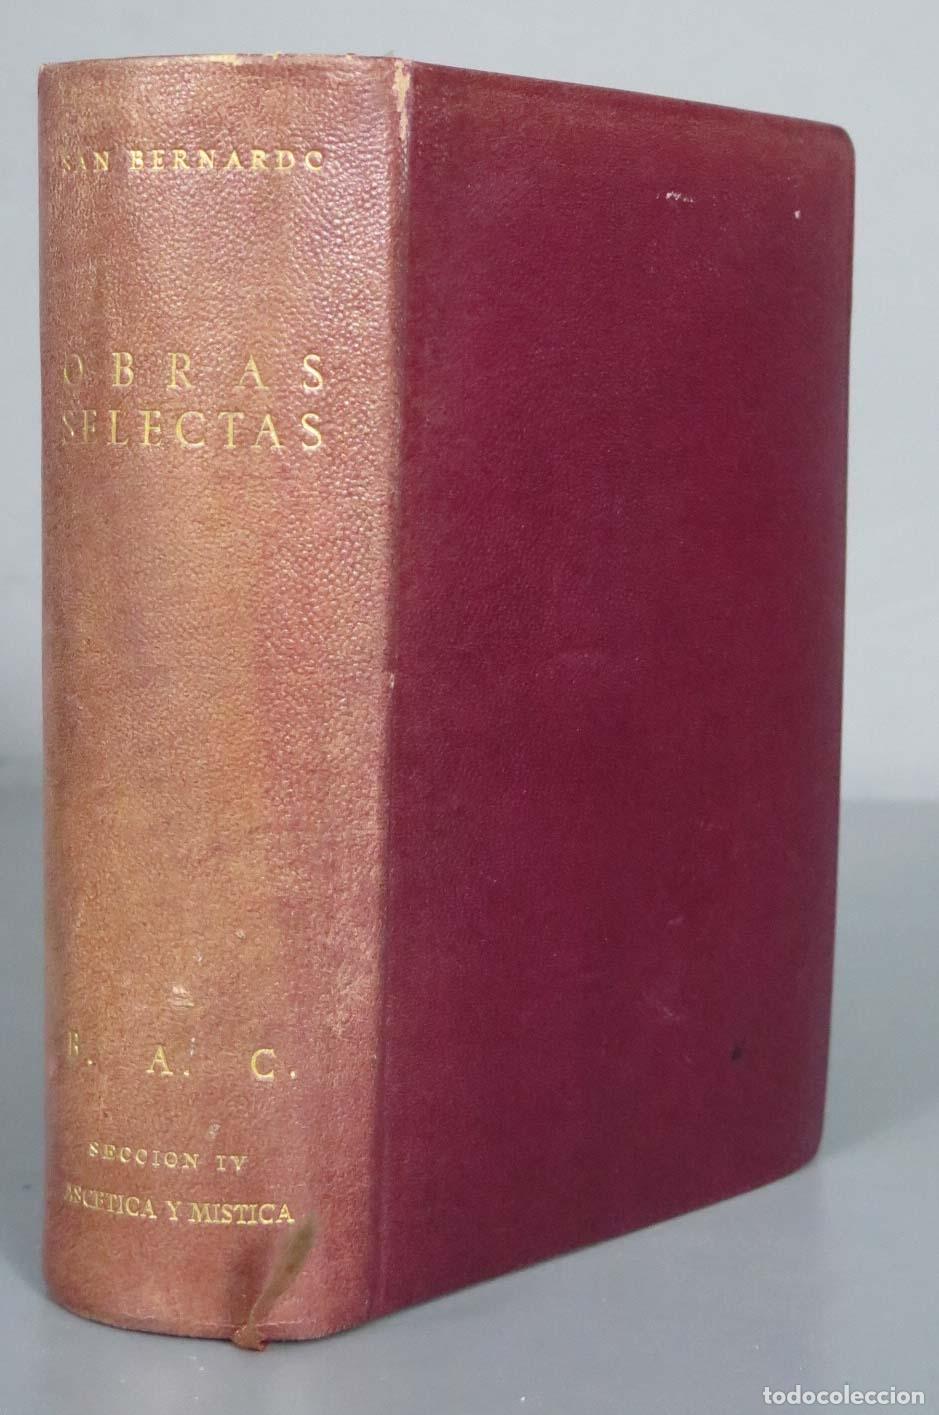 SAN BERNARDO
OBRAS
SELECTAS
B. A. C.
SECCION IV
ASCETICA Y MISTICA
todocoleccion